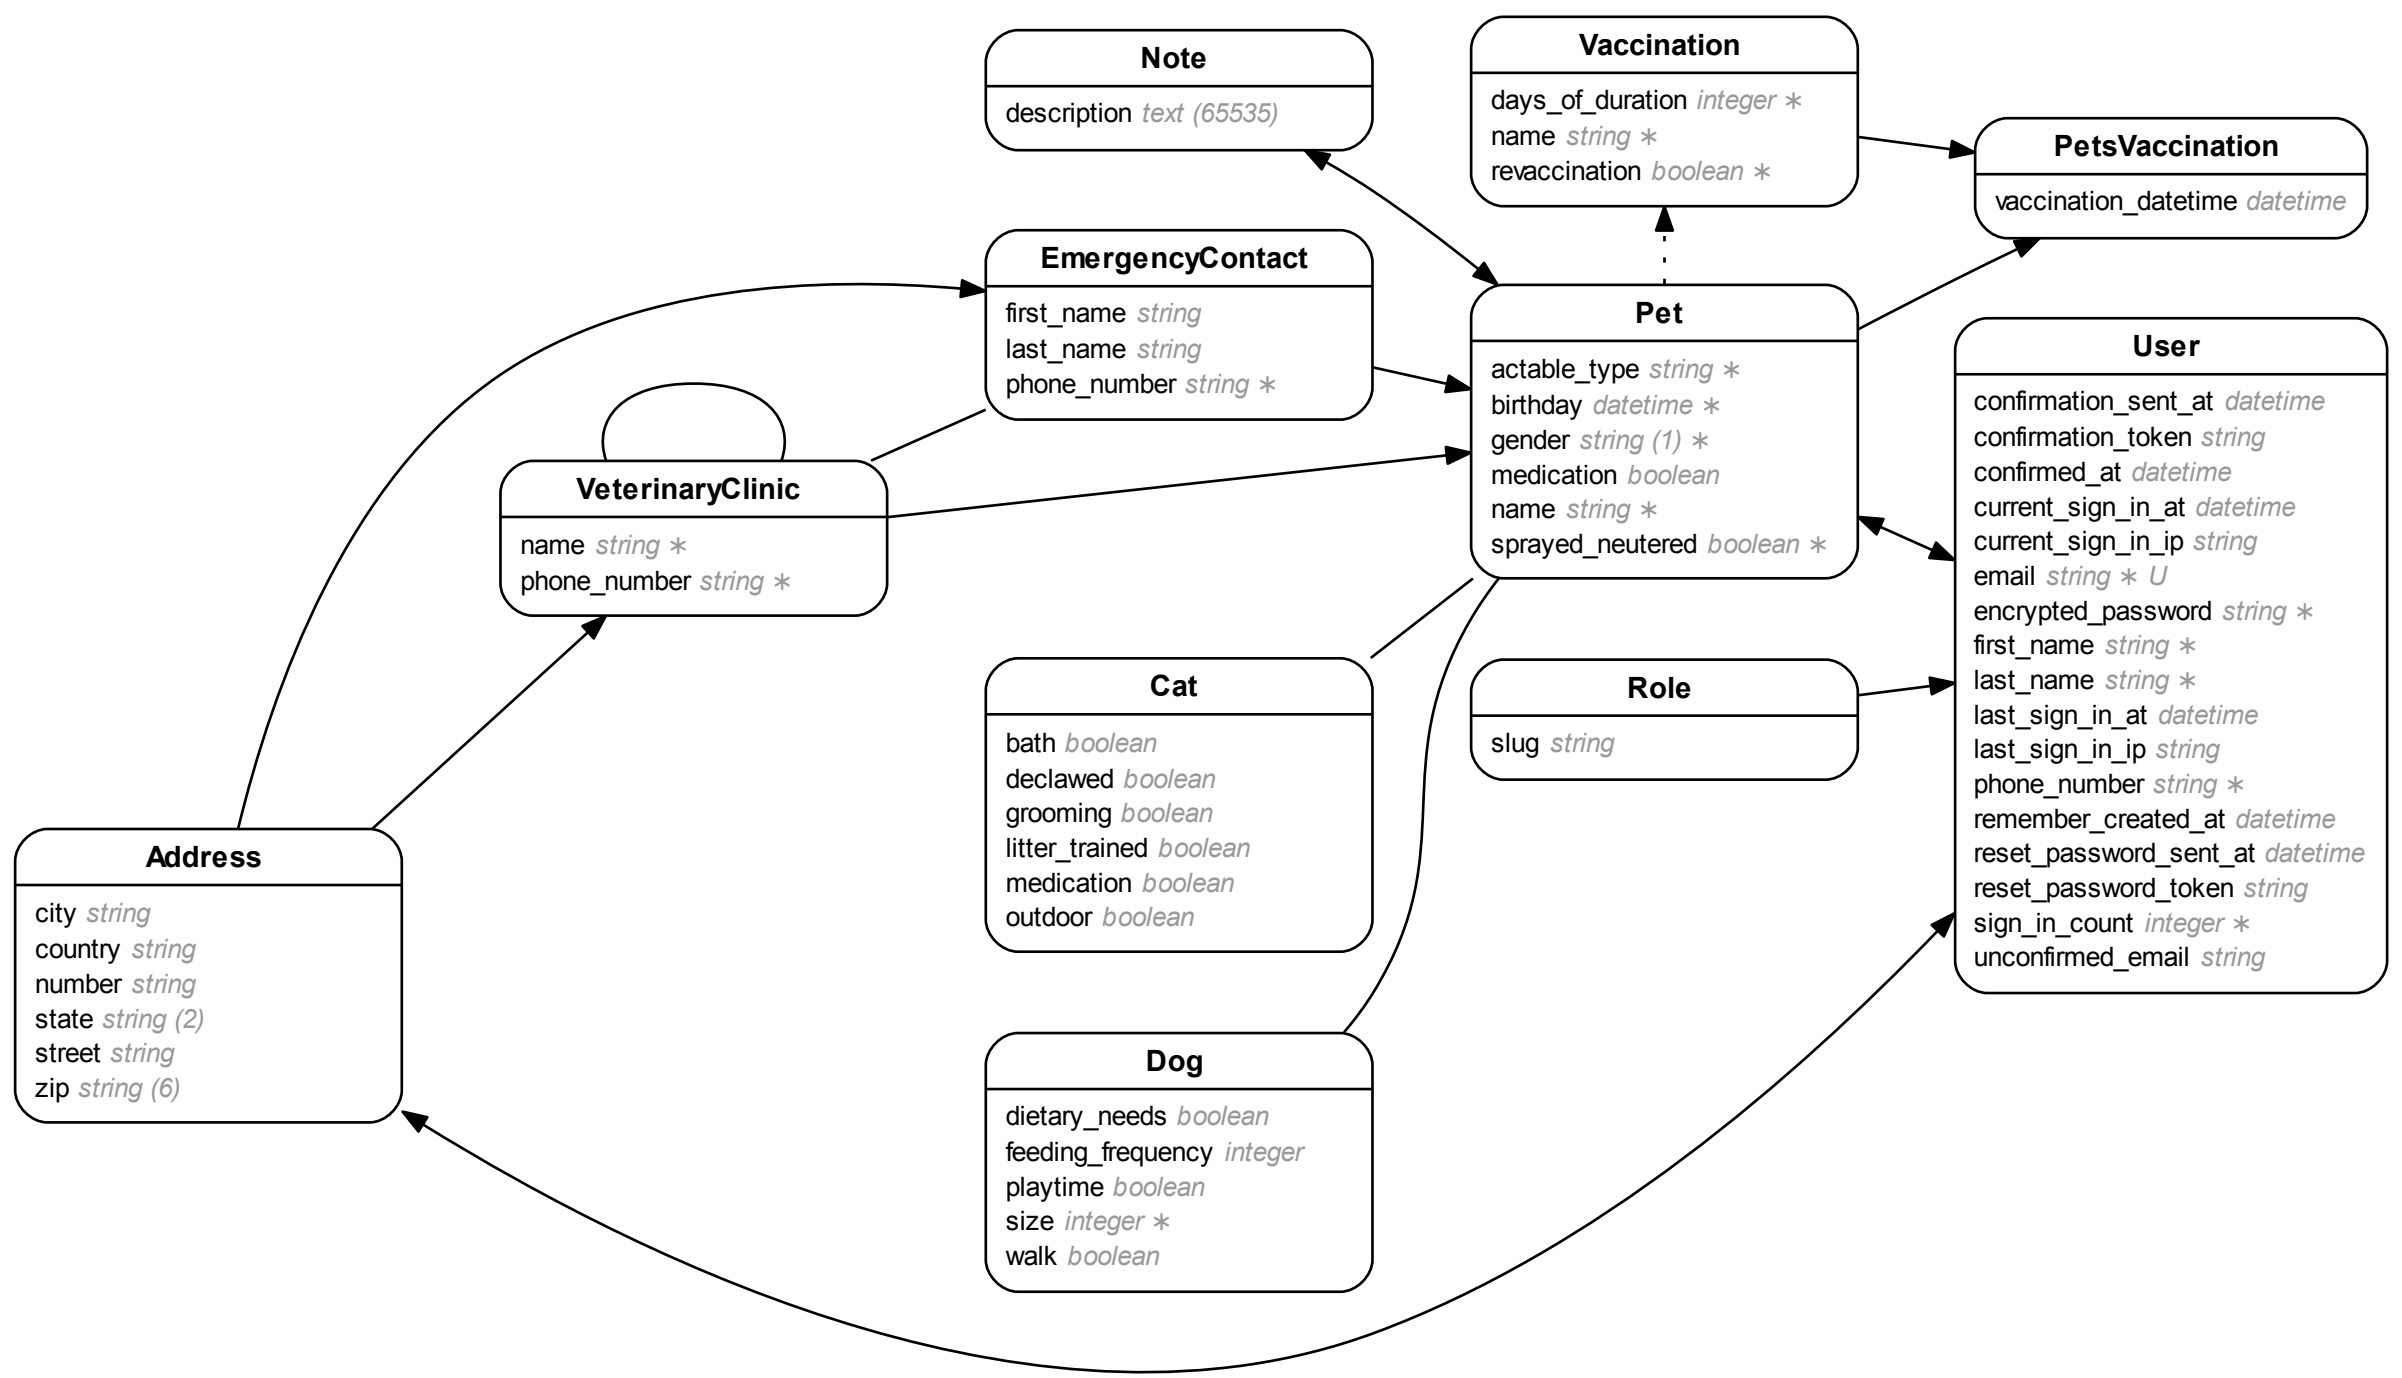 Note
description text (65535)
Vaccination
days_of_duration integer ∗
name string ∗
revaccination boolean ∗
PetsVaccination
vaccination_datetime datetime
EmergencyContact
first_name string
last_name string
phone_number string ∗
Pet
actable_type string ∗
birthday datetime ∗
gender string (1) ∗
medication boolean
name string ∗
sprayed_neutered boolean ∗
User
confirmation_sent_at datetime
confirmation_token string
confirmed_at datetime
current_sign_in_at datetime
current_sign_in_ip string
email string ∗ U
encrypted_password string ∗
first_name string ∗
last_name string ∗
last_sign_in_at datetime
last_sign_in_ip string
phone_number string ∗
remember_created_at datetime
reset_password_sent_at datetime
reset_password_token string
sign_in_count integer ∗
unconfirmed_email string
VeterinaryClinic
name string ∗
phone_number string ∗
Cat
bath boolean
declawed boolean
grooming boolean
litter_trained boolean
medication boolean
outdoor boolean
Role
slug string
Address
city string
country string
number string
state string (2)
street string
zip string (6)
Dog
dietary_needs boolean
feeding_frequency integer
playtime boolean
size integer ∗
walk boolean